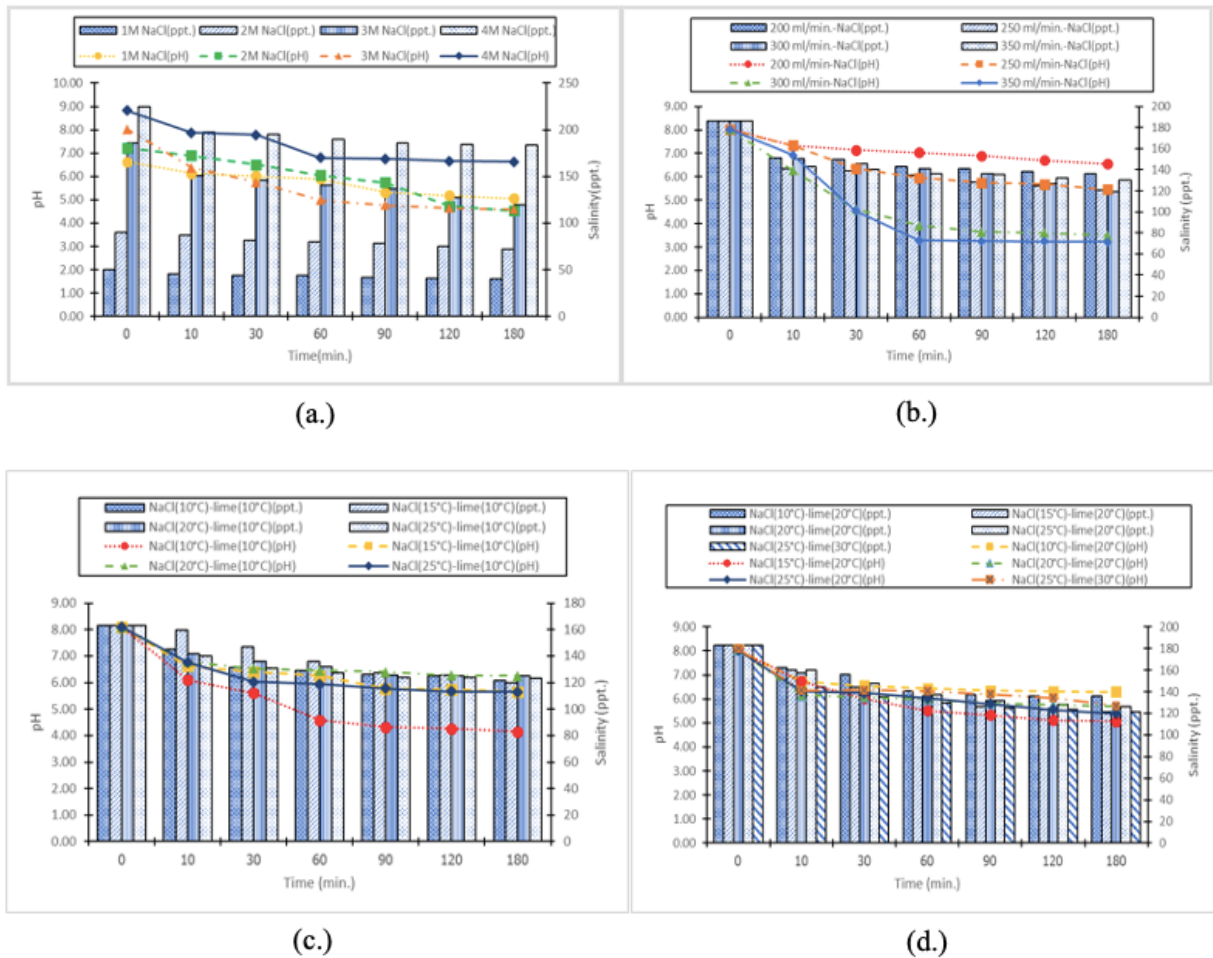 1M NaCl(ppt.) 2M NaCl(ppt.) 3M NaCl(ppt.) 4M NaCl(ppt.)
1M NaCl(pH) 2M NaCl(pH) 3M NaCl(pH) 4M NaCl(pH)
10.00 250
9.00
8.00 200
7.00
6.00 150
5.00
4.00 100
3.00
2.00 50
1.00
0.00 0
pH
Salinity(ppt.)
0 10 30 60 90 120 180
Time(min.)
(a.)
200 ml/min.-NaCl(ppt.) 250 ml/min.-NaCl(ppt.)
300 ml/min.-NaCl(ppt.) 350 ml/min.-NaCl(ppt.)
200 ml/min-NaCl(pH) 250 ml/min-NaCl(pH)
300 ml/min-NaCl(pH) 350 ml/min-NaCl(pH)
9.00 200
8.00 180
7.00 160
6.00 140
5.00 120
4.00 100
3.00 80
2.00 60
1.00 40
0.00 20
0
pH
Salinity (ppt.)
0 10 30 60 90 120 180
Time (min.)
(b.)
NaCl(10°C)-lime(10°C)(ppt.) NaCl(15°C)-lime(10°C)(ppt.)
NaCl(20°C)-lime(10°C)(ppt.) NaCl(25°C)-lime(10°C)(ppt.)
NaCl(10°C)-lime(10°C)(pH) NaCl(15°C)-lime(10°C)(pH)
NaCl(20°C)-lime(10°C)(pH) NaCl(25°C)-lime(10°C)(pH)
9.00 180
8.00 160
7.00 140
6.00 120
5.00 100
4.00 80
3.00 60
2.00 40
1.00 20
0.00 0
pH
Salinity (ppt.)
0 10 30 60 90 120 180
Time (min.)
(c.)
NaCl(10°C)-lime(20°C)(ppt.) NaCl(15°C)-lime(20°C)(ppt.)
NaCl(20°C)-lime(20°C)(ppt.) NaCl(25°C)-lime(20°C)(ppt.)
NaCl(25°C)-lime(30°C)(ppt.) NaCl(10°C)-lime(20°C)(pH)
NaCl(15°C)-lime(20°C)(pH) NaCl(20°C)-lime(20°C)(pH)
NaCl(25°C)-lime(20°C)(pH) NaCl(25°C)-lime(30°C)(pH)
9.00 200
8.00 180
7.00 160
6.00 140
5.00 120
4.00 100
3.00 80
2.00 60
1.00 40
0.00 20
0
pH
Salinity (ppt.)
0 10 30 60 90 120 180
Time (min.)
(d.)